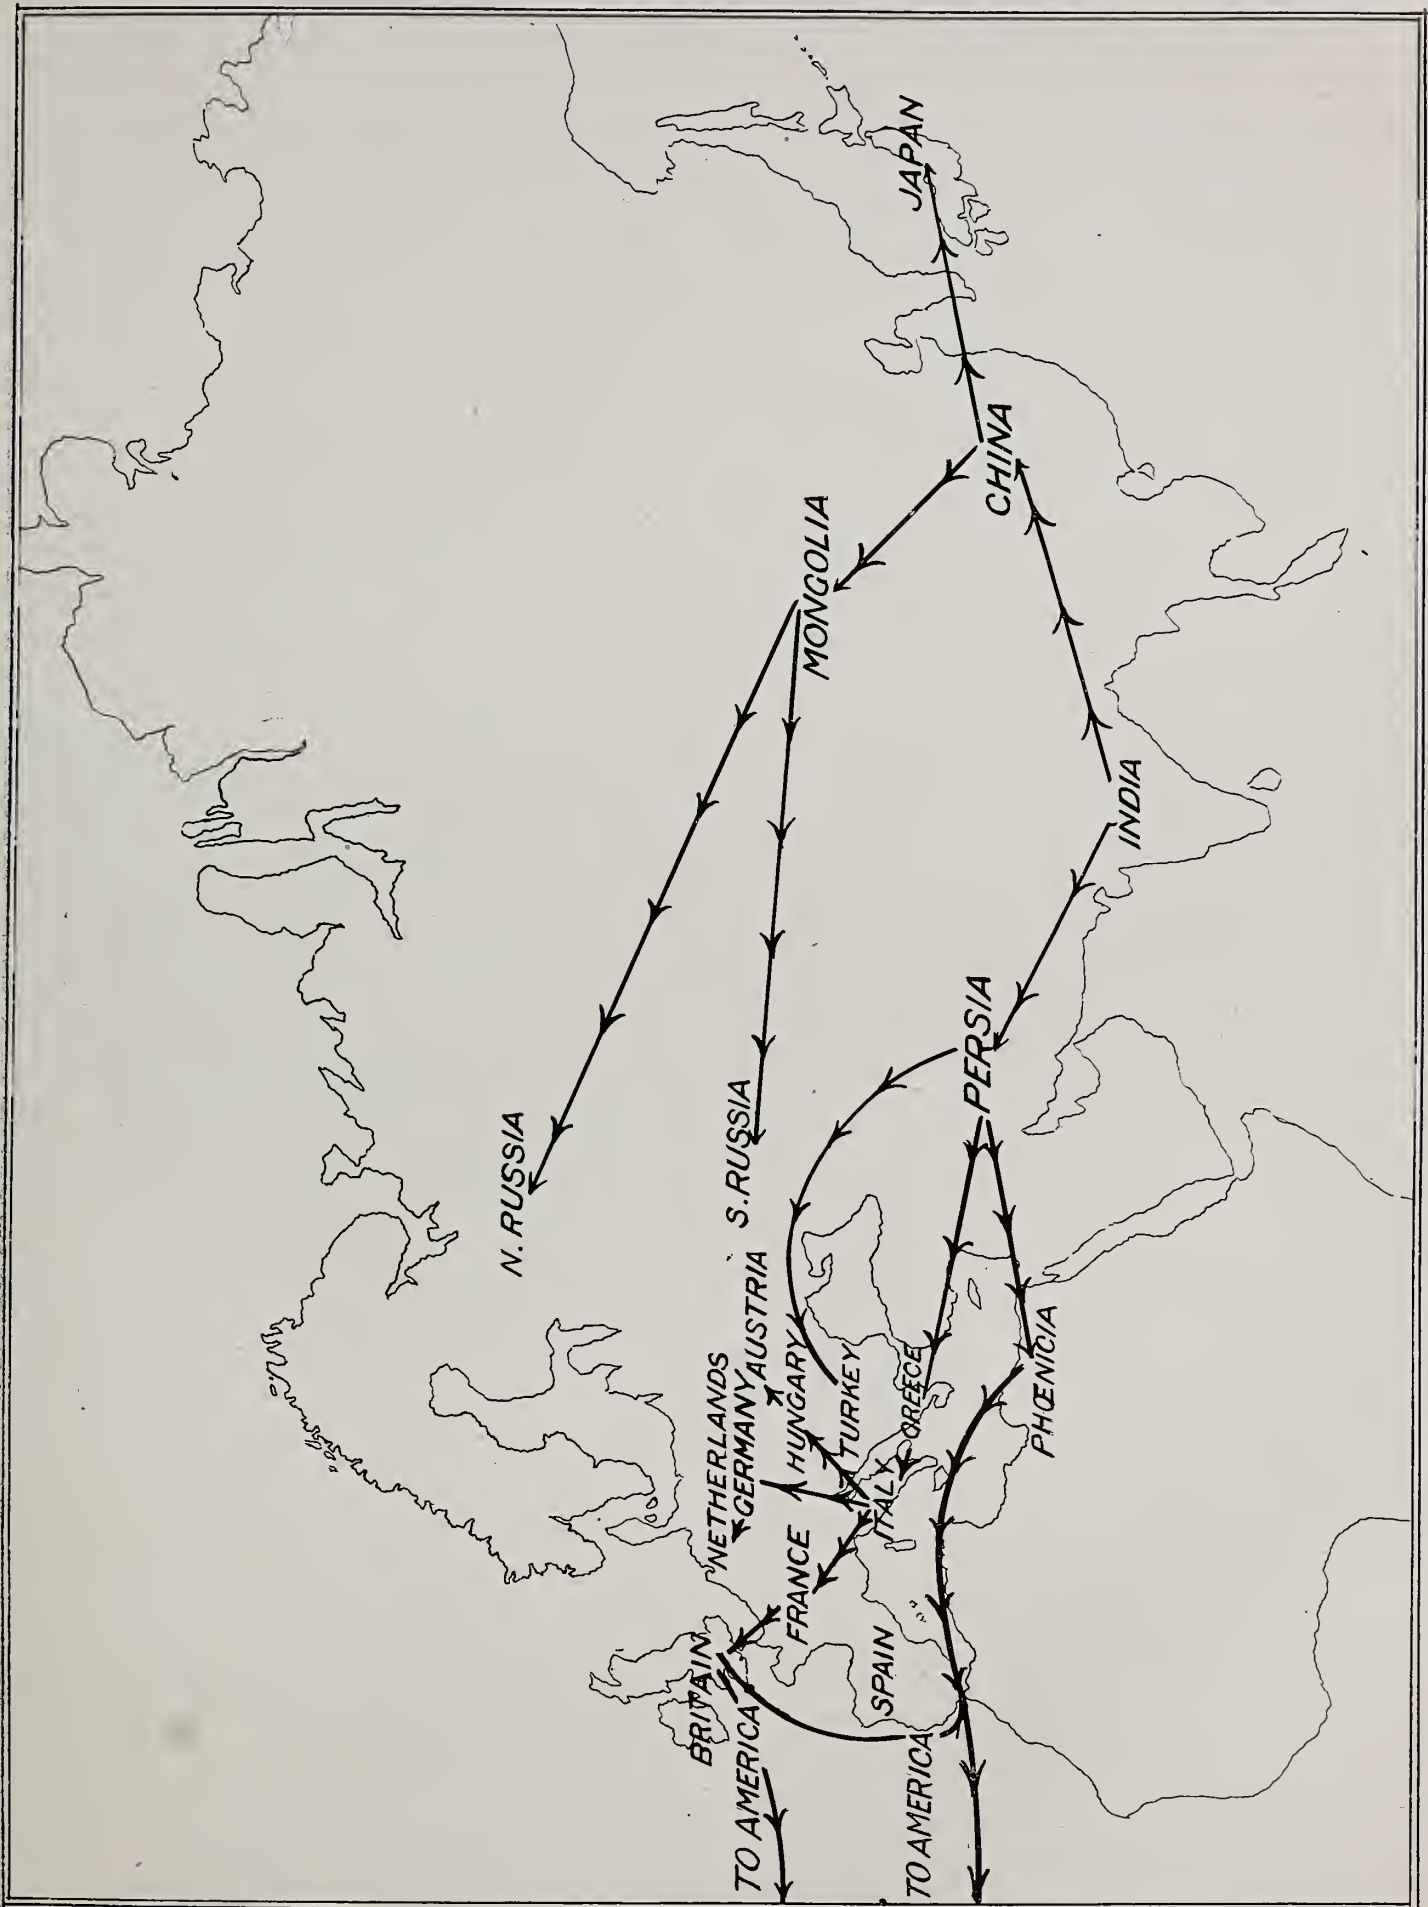 N. RUSSIA
S. RUSSIA
MONGOLIA
CHINA
JAPAN
INDIA
PERSIA
PHŒNICIA
NETHERLANDS
GERMANY
AUSTRIA
HUNGARY
TURKEY
GREECE
ITALY
FRANCE
SPAIN
BRITAIN
TO AMERICA
TO AMERICA